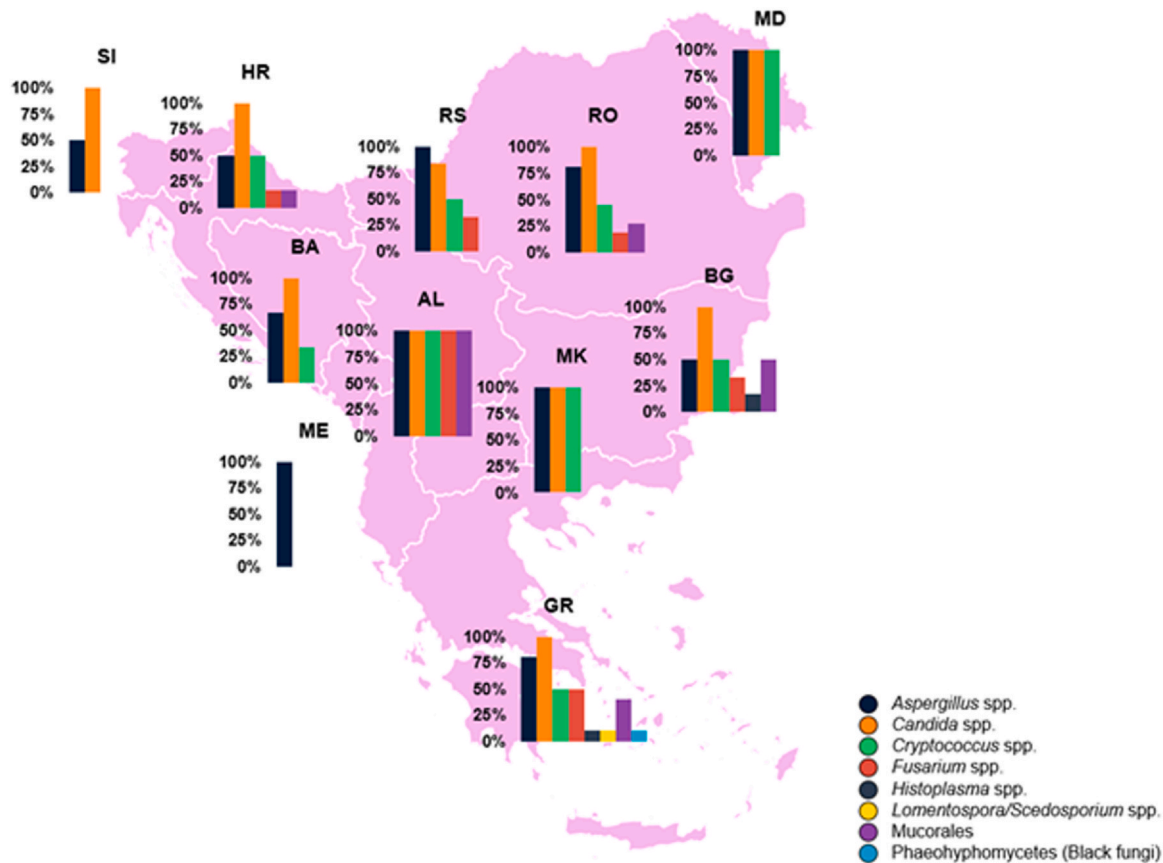 MD
100%
75%
50%
25%
0%
SI
100%
75%
50%
25%
0%
HR
100%
75%
50%
25%
0%
RS
100%
75%
50%
25%
0%
RO
100%
75%
50%
25%
0%
BA
100%
75%
50%
25%
0%
AL
100%
75%
50%
25%
0%
MK
100%
75%
50%
25%
0%
BG
100%
75%
50%
25%
0%
ME
100%
75%
50%
25%
0%
GR
100%
75%
50%
25%
0%
Aspergillus spp.
Candida spp.
Cryptococcus spp.
Fusarium spp.
Histoplasma spp.
Lomentospora/Scedosporium spp.
Mucorales
Phaeohyphomycetes (Black fungi)